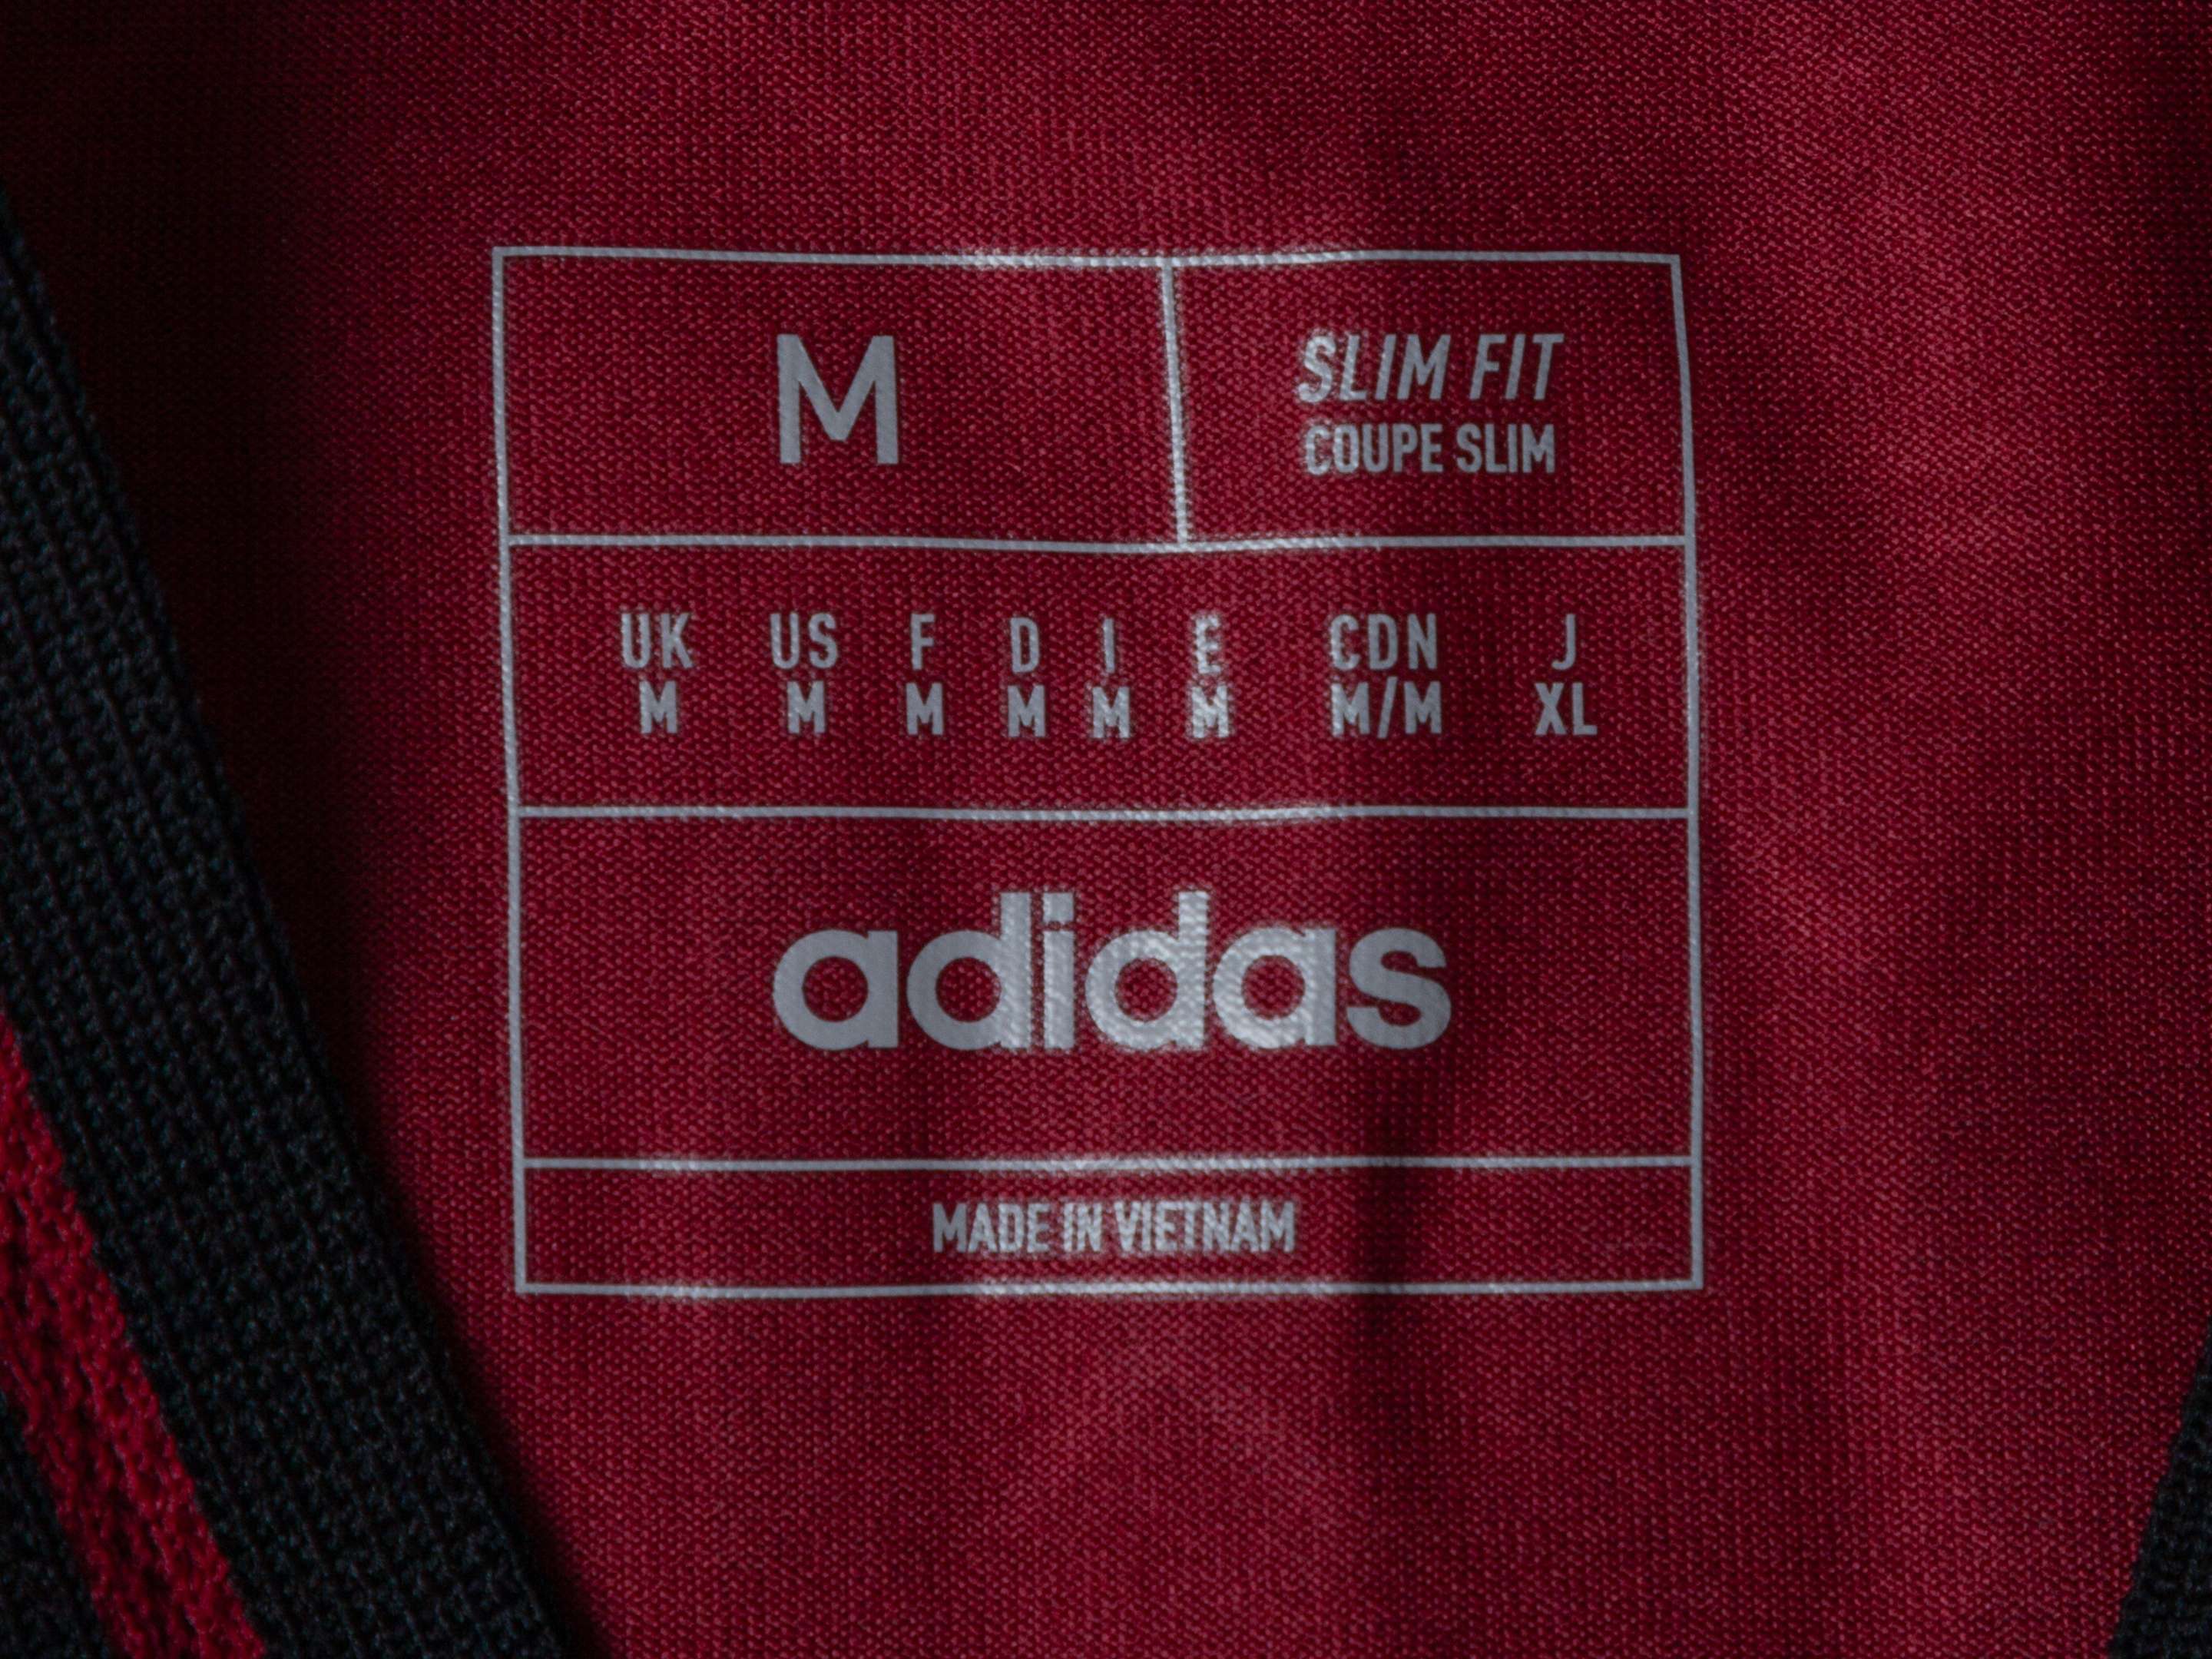 M
SLIM FIT
COUPE SLIM
UK US F D I E CDN J
M M M M M M M/M XL
adidas
MADE IN VIETNAM